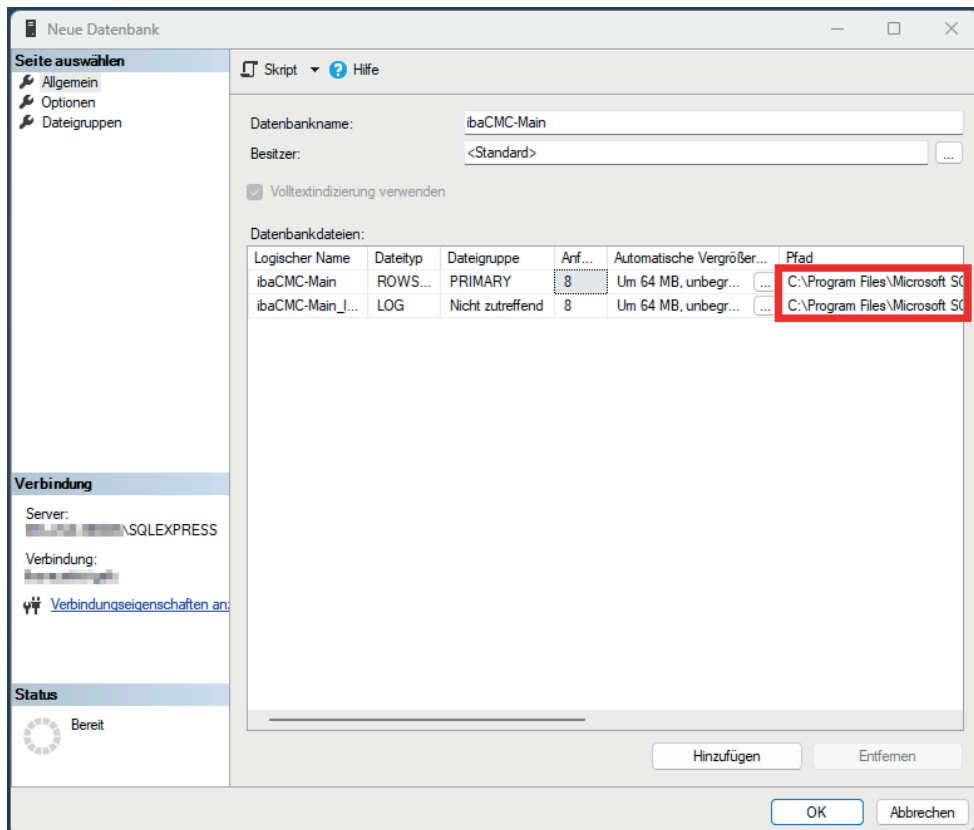 Neue Datenbank
Seite auswählen
Allgemein
Optionen
Dateigruppen
Skript Hilfe
Datenbankname: ibaCMC-Main
Besitzer: <Standard> ...
Volltextindizierung verwenden
Datenbankdateien:
Logischer Name Dateityp Dateigruppe Anf... Automatische Vergrößer... Pfad
ibaCMC-Main ROWS... PRIMARY 8 Um 64 MB, unbegr... ... C:\Program Files\Microsoft SQ
ibaCMC-Main_l... LOG Nicht zutreffend 8 Um 64 MB, unbegr... ... C:\Program Files\Microsoft SQ
Verbindung
Server:
\SQLEXPRESS
Verbindung:
Verbindungseigenschaften anz
Status
Bereit
Hinzufügen Entfernen
OK Abbrechen